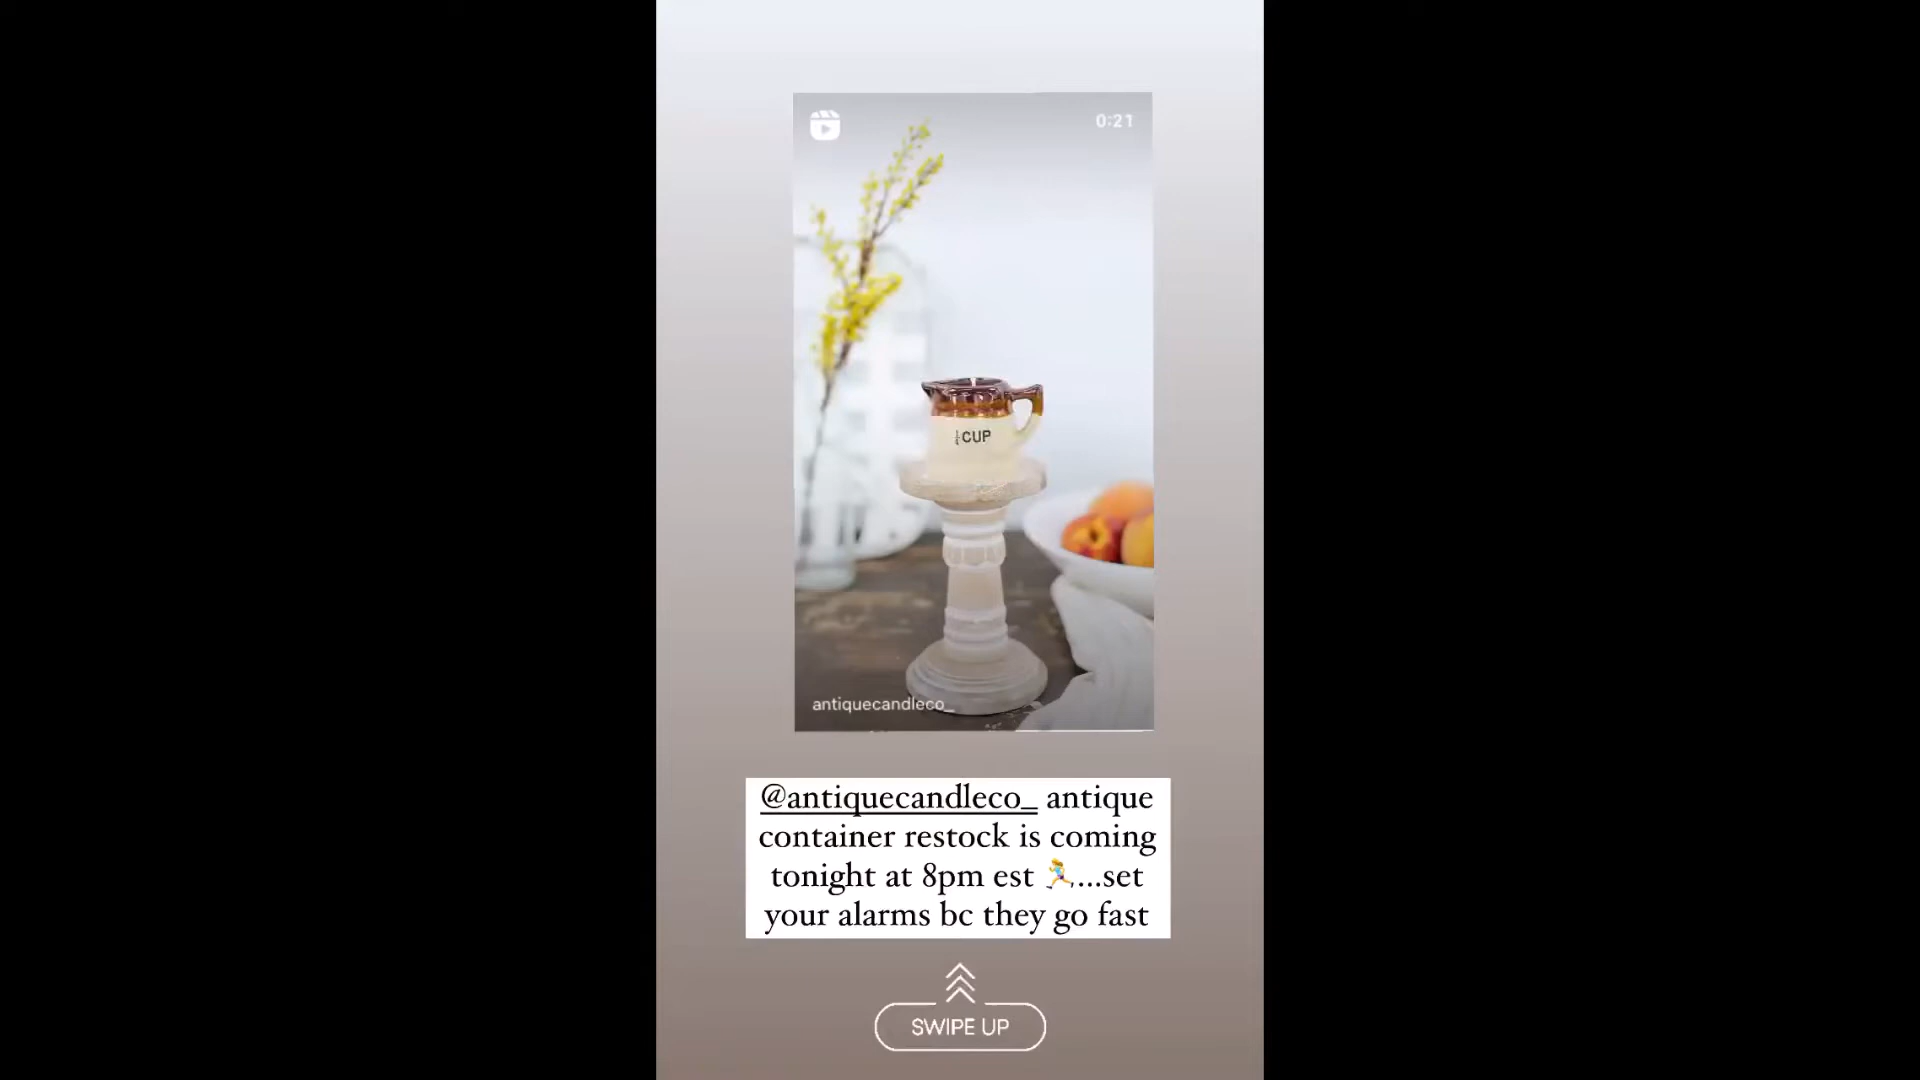 0:21
CUP
antiquecandleco_
@antiquecandleco_ antique
container restock is coming
tonight at 8pm est 🏃‍♀️...set
your alarms bc they go fast
SWIPE UP